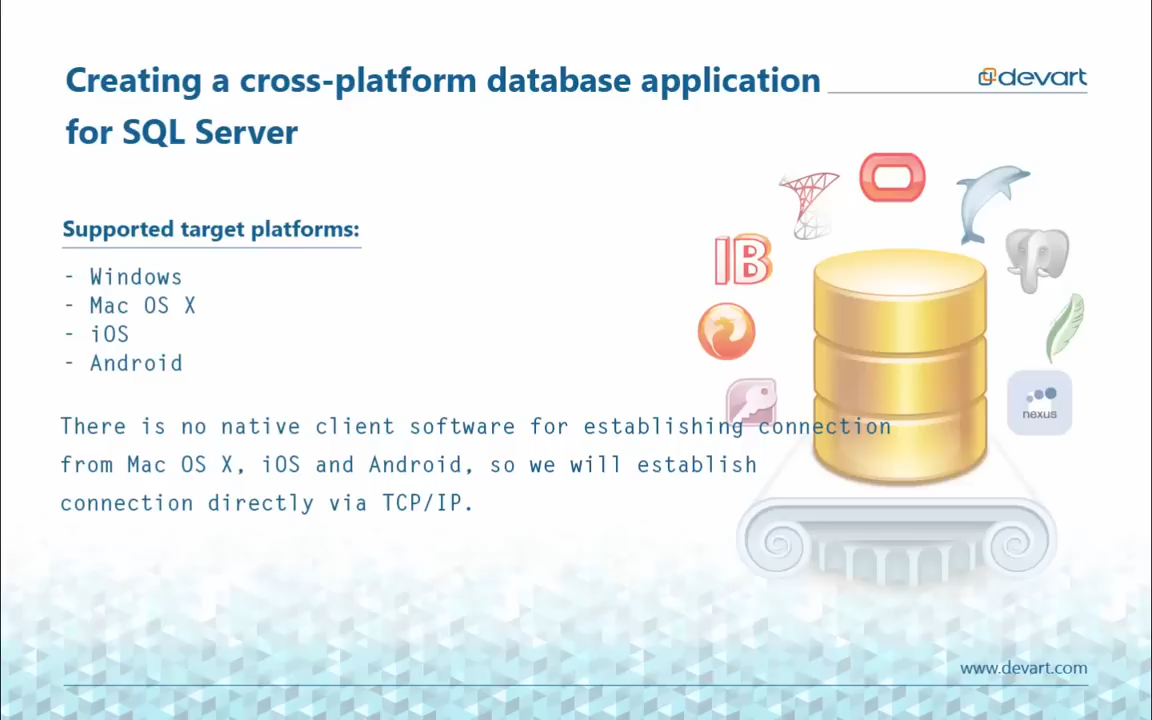 Creating a cross-platform database application
for SQL Server
devart
Supported target platforms:
- Windows
- Mac OS X
- iOS
- Android
There is no native client software for establishing connection
from Mac OS X, iOS and Android, so we will establish
connection directly via TCP/IP.
IB
nexus
www.devart.com